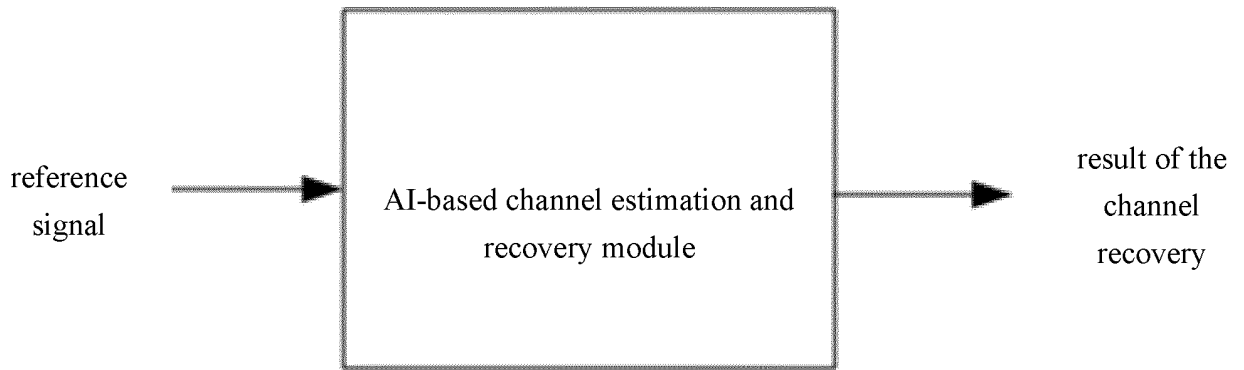 reference
signal
AI-based channel estimation and
recovery module
result of the
channel
recovery